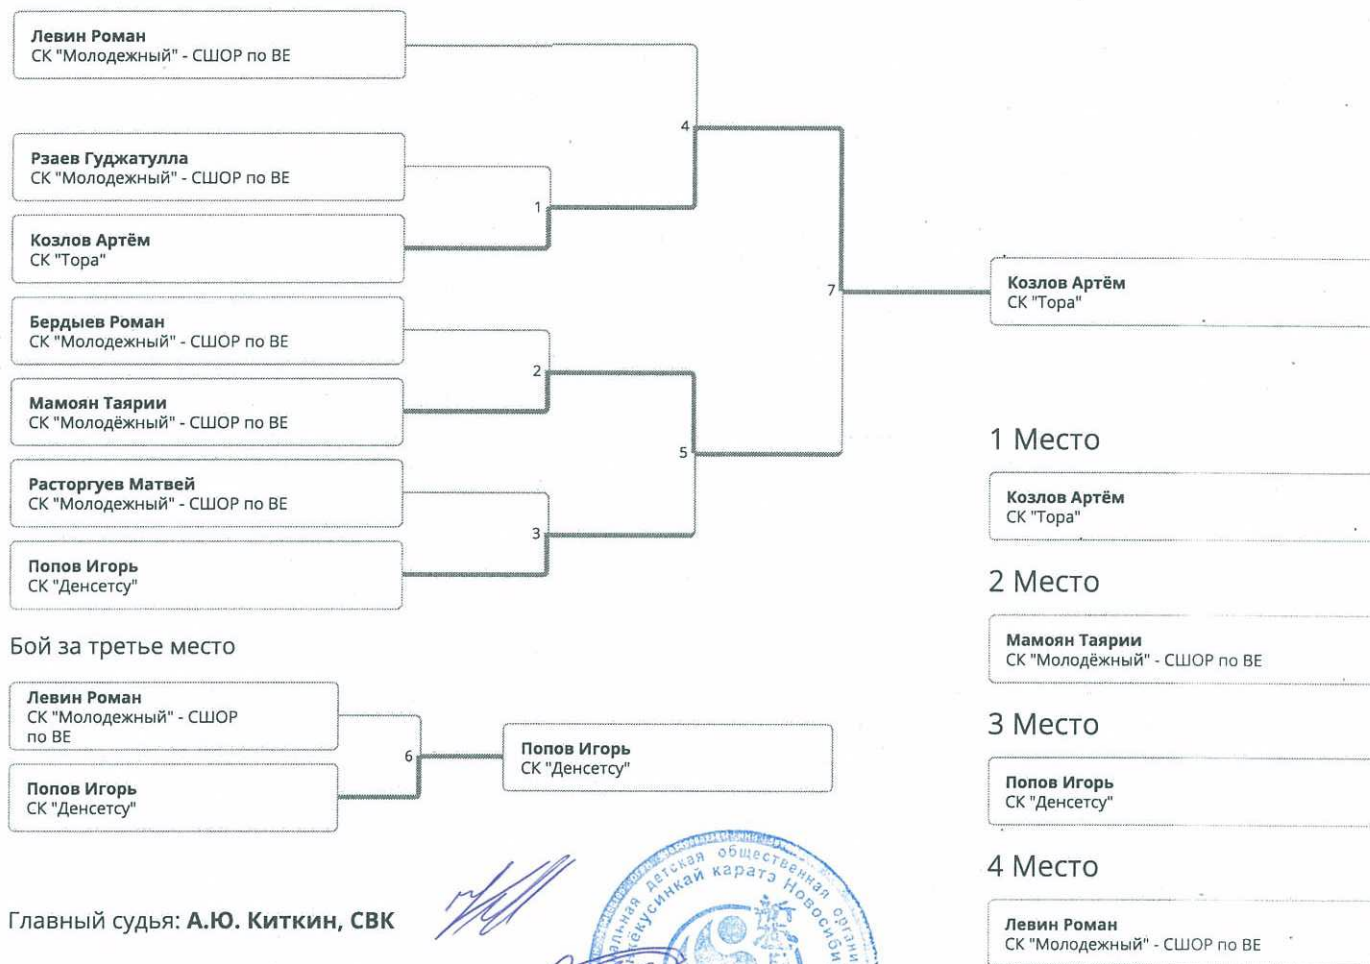 Левин Роман
СК "Молодежный" - СШОР по ВЕ
4
Рзаев Гуджатулла
СК "Молодежный" - СШОР по ВЕ
1
Козлов Артём
СК "Тора"
7
Козлов Артём
СК "Тора"
Бердыев Роман
СК "Молодежный" - СШОР по ВЕ
2
Мамоян Таярии
СК "Молодёжный" - СШОР по ВЕ
5
Расторгуев Матвей
СК "Молодежный" - СШОР по ВЕ
3
Попов Игорь
СК "Денсетсу"
1 Место
Козлов Артём
СК "Тора"
2 Место
Мамоян Таярии
СК "Молодёжный" - СШОР по ВЕ
3 Место
Попов Игорь
СК "Денсетсу"
4 Место
Левин Роман
СК "Молодежный" - СШОР по ВЕ
Бой за третье место
Левин Роман
СК "Молодежный" - СШОР
по ВЕ
6
Попов Игорь
СК "Денсетсу"
Попов Игорь
СК "Денсетсу"
Главный судья: А.Ю. Киткин, СВК
детская общественная
каратэ